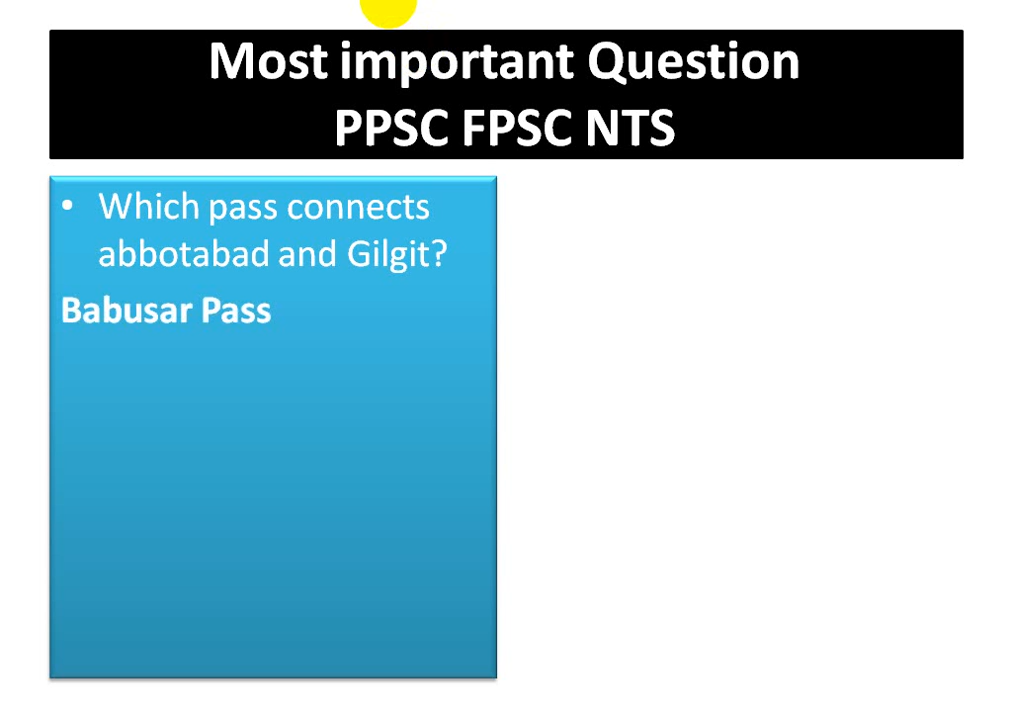 Most important Question
PPSC FPSC NTS
• Which pass connects
abbotabad and Gilgit?
Babusar Pass